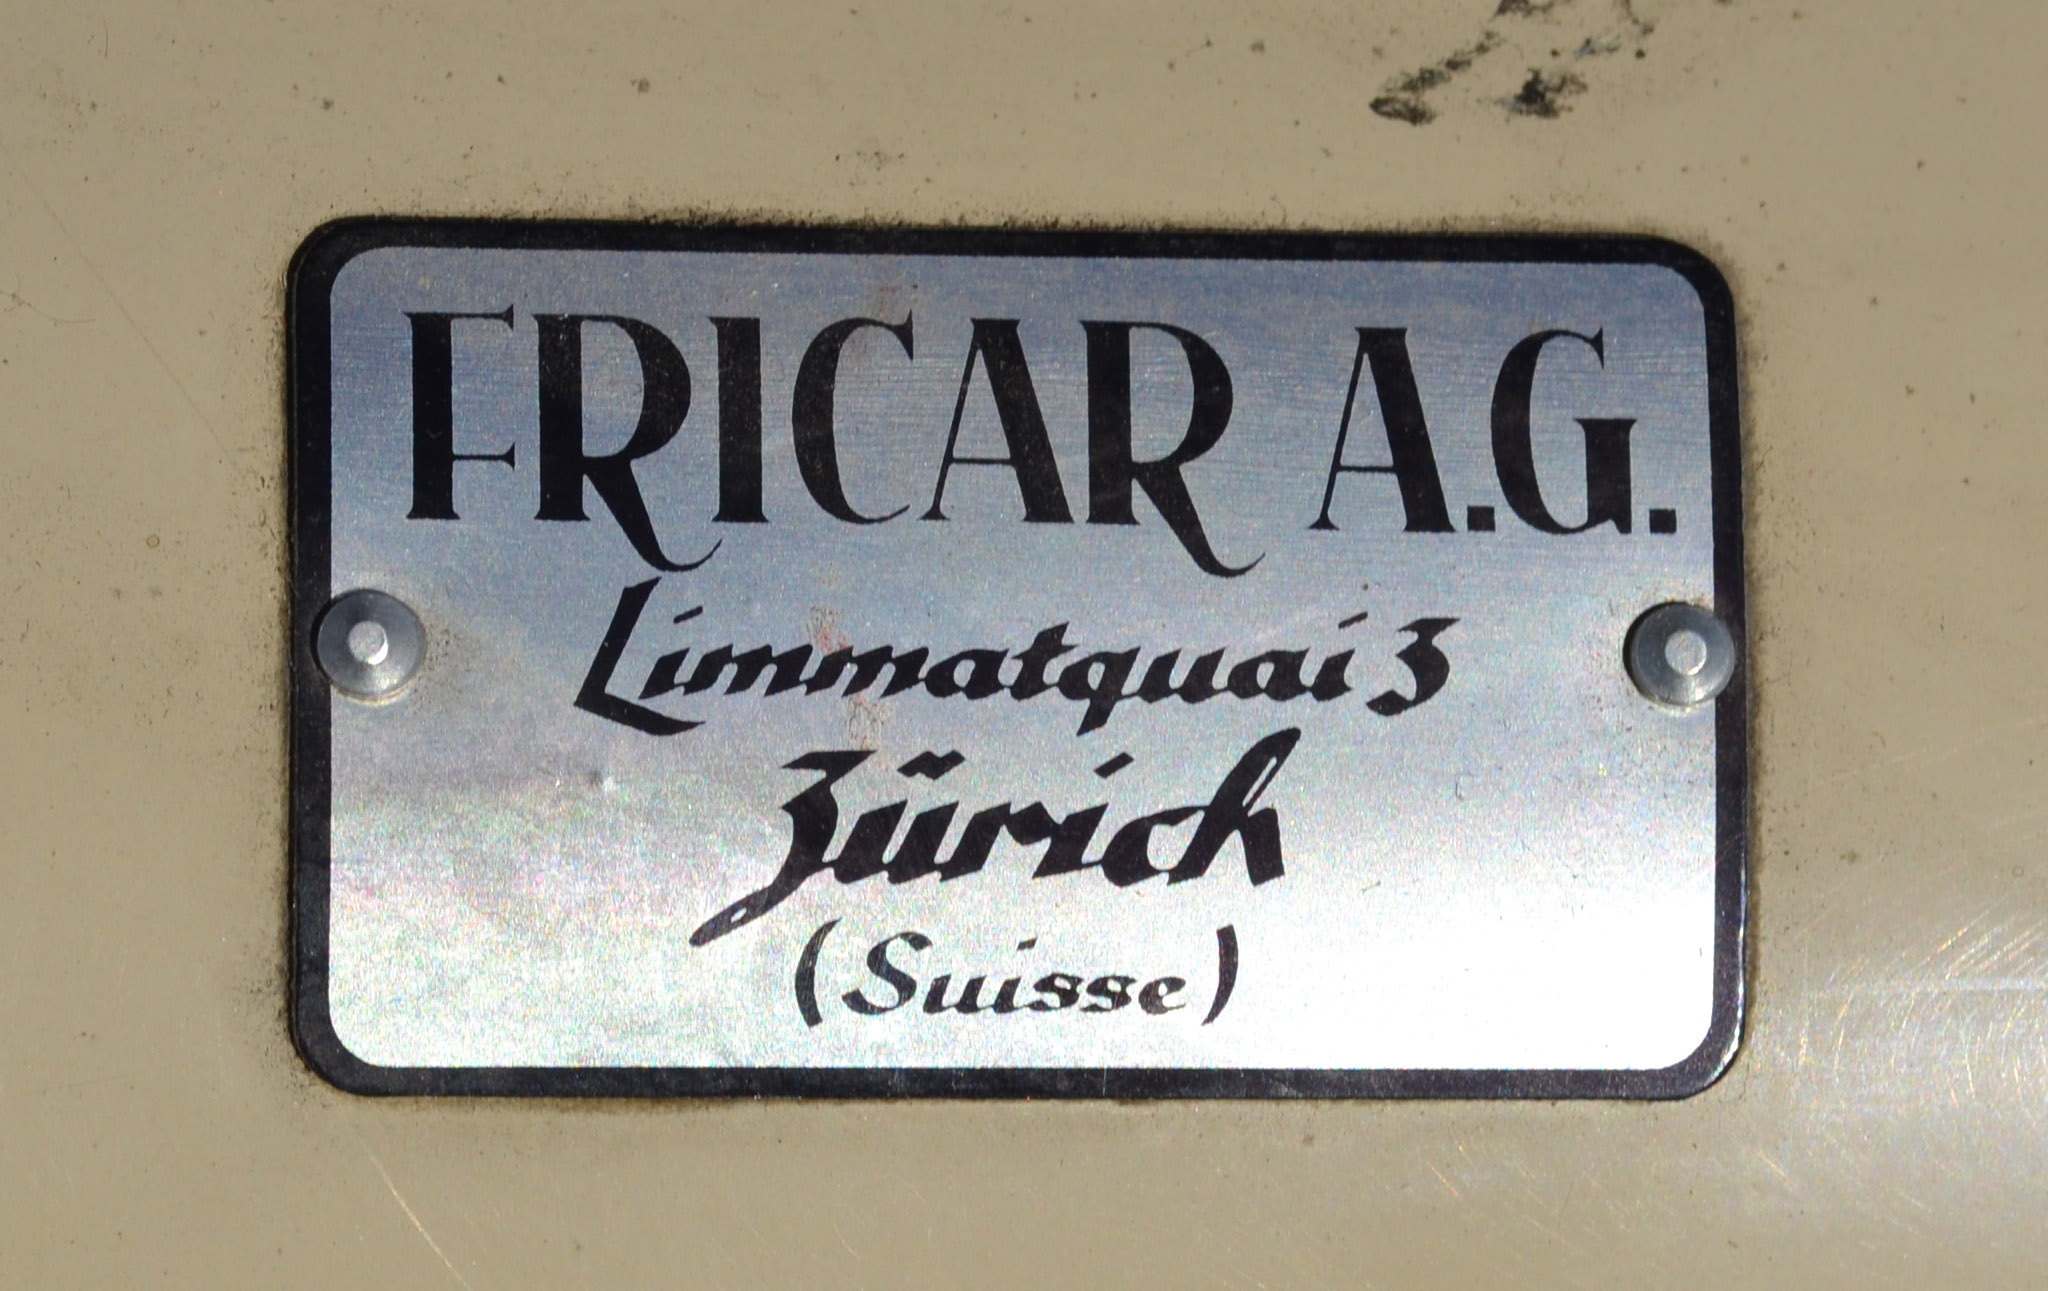 FRICAR A.G.
Limmatquai 3
Zürich
(Suisse)